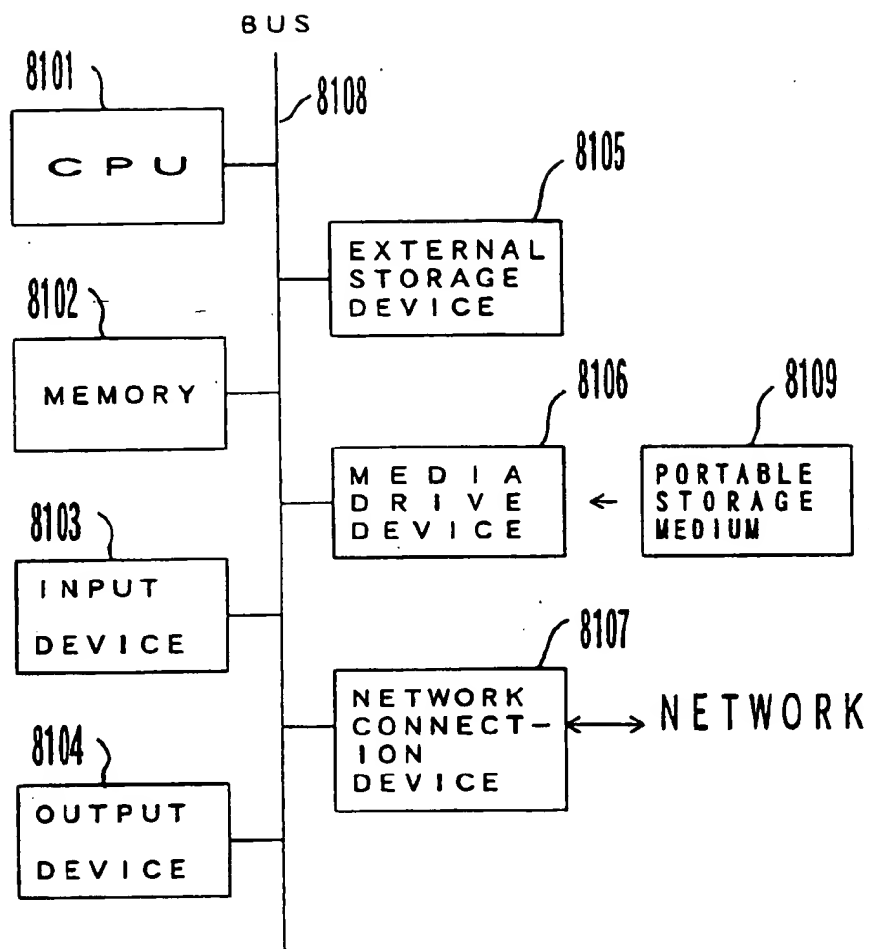 BUS
8101
8108
CPU
8105
EXTERNAL
STORAGE
DEVICE
8102
MEMORY
8106
8109
MEDIA
DRIVE
DEVICE
PORTABLE
STORAGE
MEDIUM
8103
INPUT
DEVICE
8107
NETWORK
CONNECT-
ION
DEVICE
NETWORK
8104
OUTPUT
DEVICE